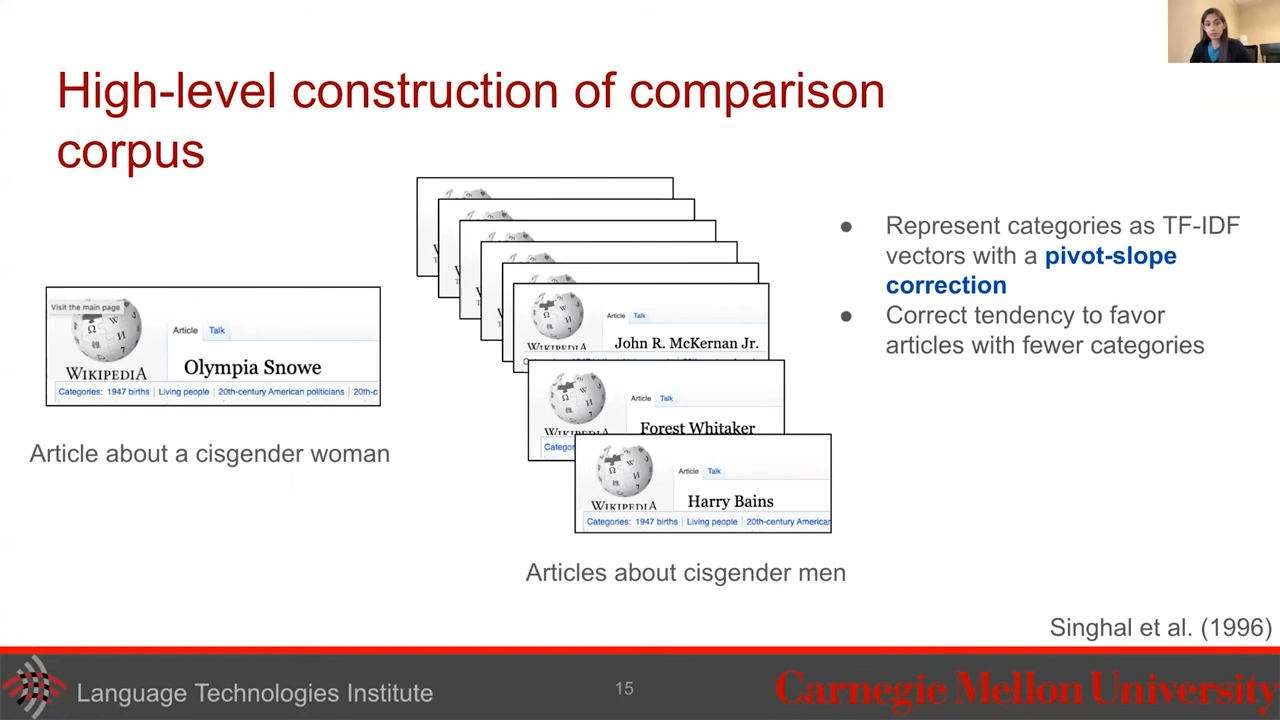 High-level construction of comparison
corpus
Visit the main page
Article Talk
Olympia Snowe
WIKIPEDIA
Categories: 1947 births | Living people | 20th-century American politicians | 20th-c
Article about a cisgender woman
Article Talk
John R. McKernan Jr.
WIKIPEDIA
Article Talk
Forest Whitaker
WIKIPEDIA
Article Talk
Harry Bains
WIKIPEDIA
Categories: 1947 births | Living people | 20th-century American
Articles about cisgender men
● Represent categories as TF-IDF
vectors with a pivot-slope
correction
● Correct tendency to favor
articles with fewer categories
Singhal et al. (1996)
Language Technologies Institute
15
Carnegie Mellon University